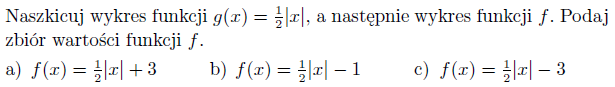 Naszkicuj wykres funkcji g(x) = ½|x|, a następnie wykres funkcji f. Podaj
zbiór wartości funkcji f.
a) f(x) = ½|x| + 3 b) f(x) = ½|x| − 1 c) f(x) = ½|x| − 3